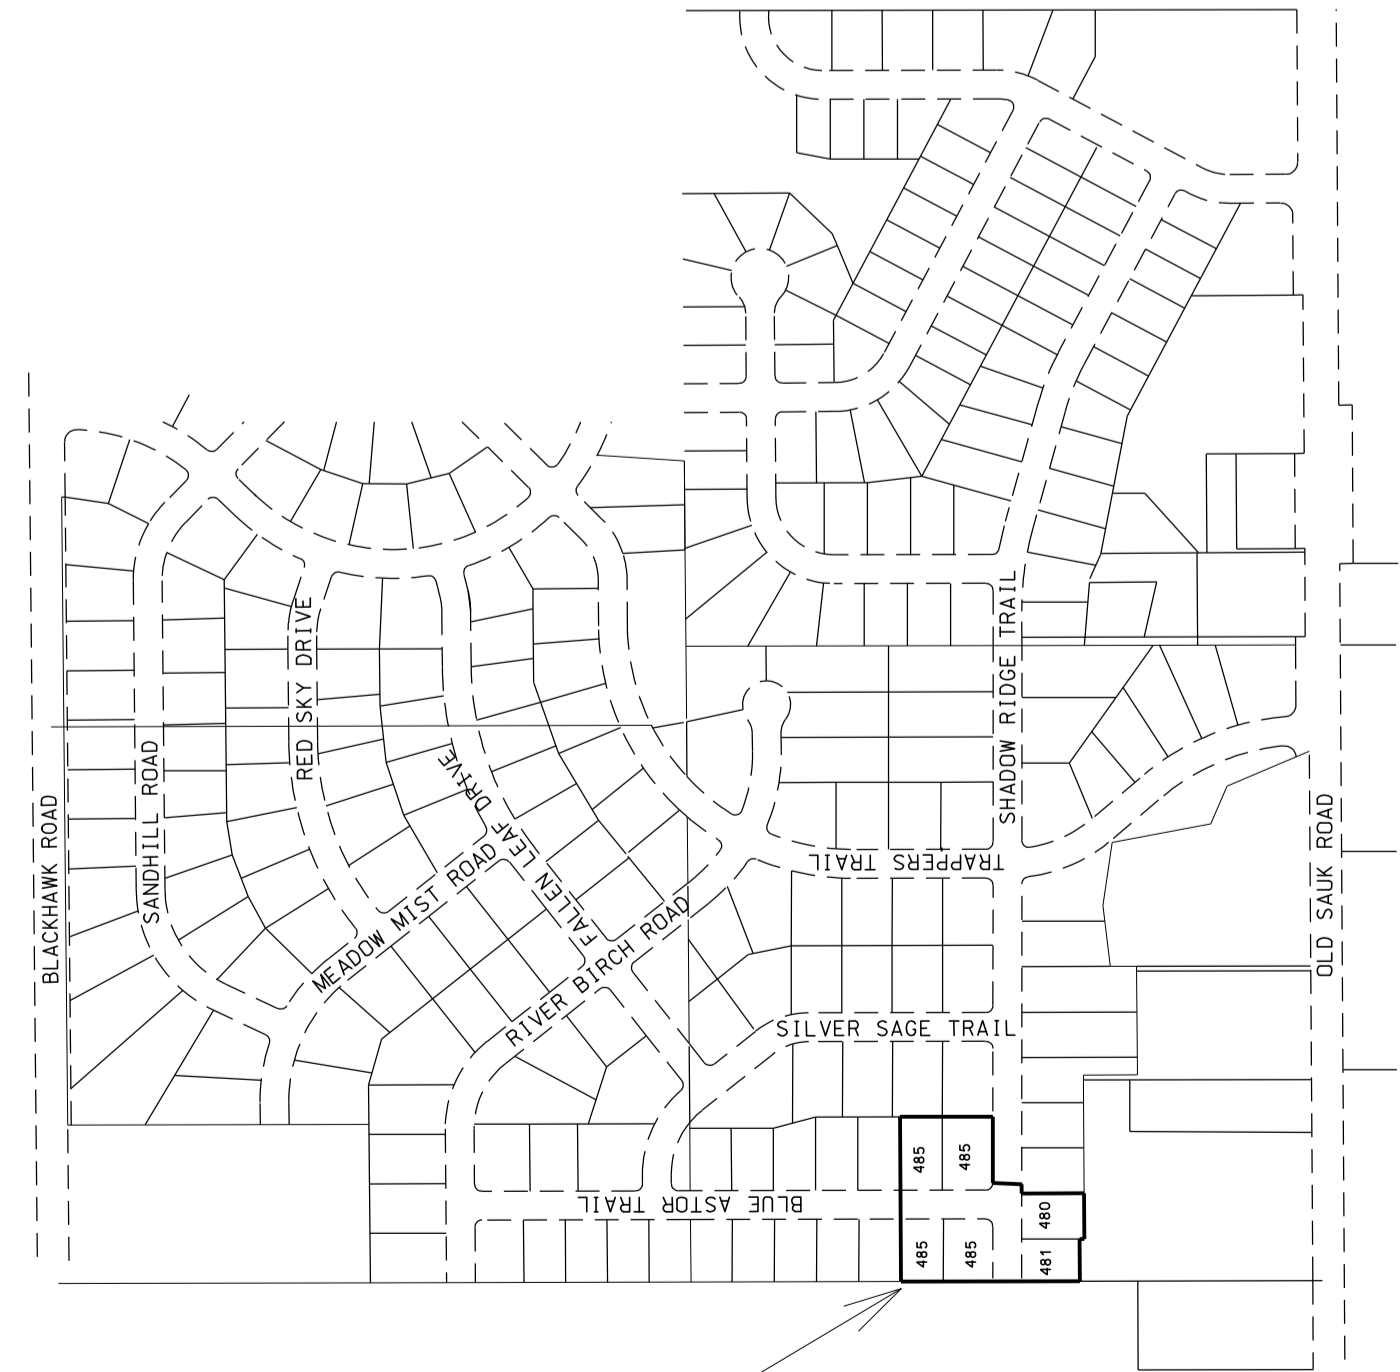 SHADOW RIDGE TRAIL
RED SKY DRIVE
SANDHILL ROAD
FALLEN LEAF DRIVE
BLACKHAWK ROAD
OLD SAUK ROAD
MEADOW MIST ROAD
TRAPPERS TRAIL
RIVER BIRCH ROAD
SILVER SAGE TRAIL
BLUE ASTOR TRAIL
485
485
480
485
485
481